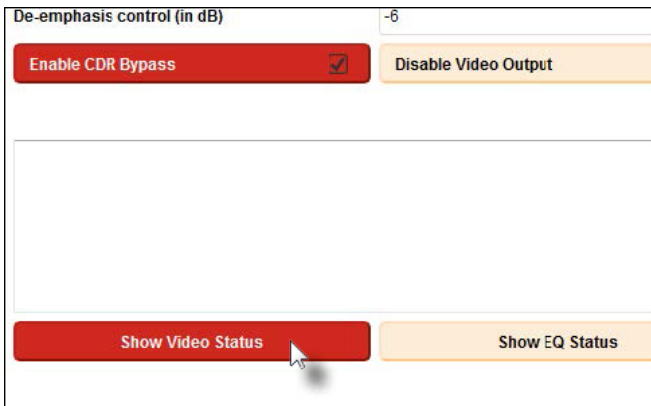 De-emphasis control (in dB)
-6
Enable CDR Bypass
Disable Video Output
Show Video Status
Show EQ Status